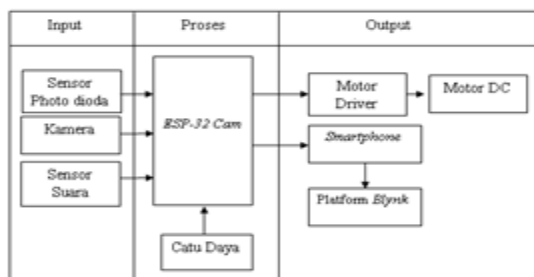 Input
Proses
Output
Sensor
Photo dioda
Kamera
Sensor
Suara
ESP-32 Cam
Catu Daya
Motor
Driver
Motor DC
Smartphone
Platform Blynk